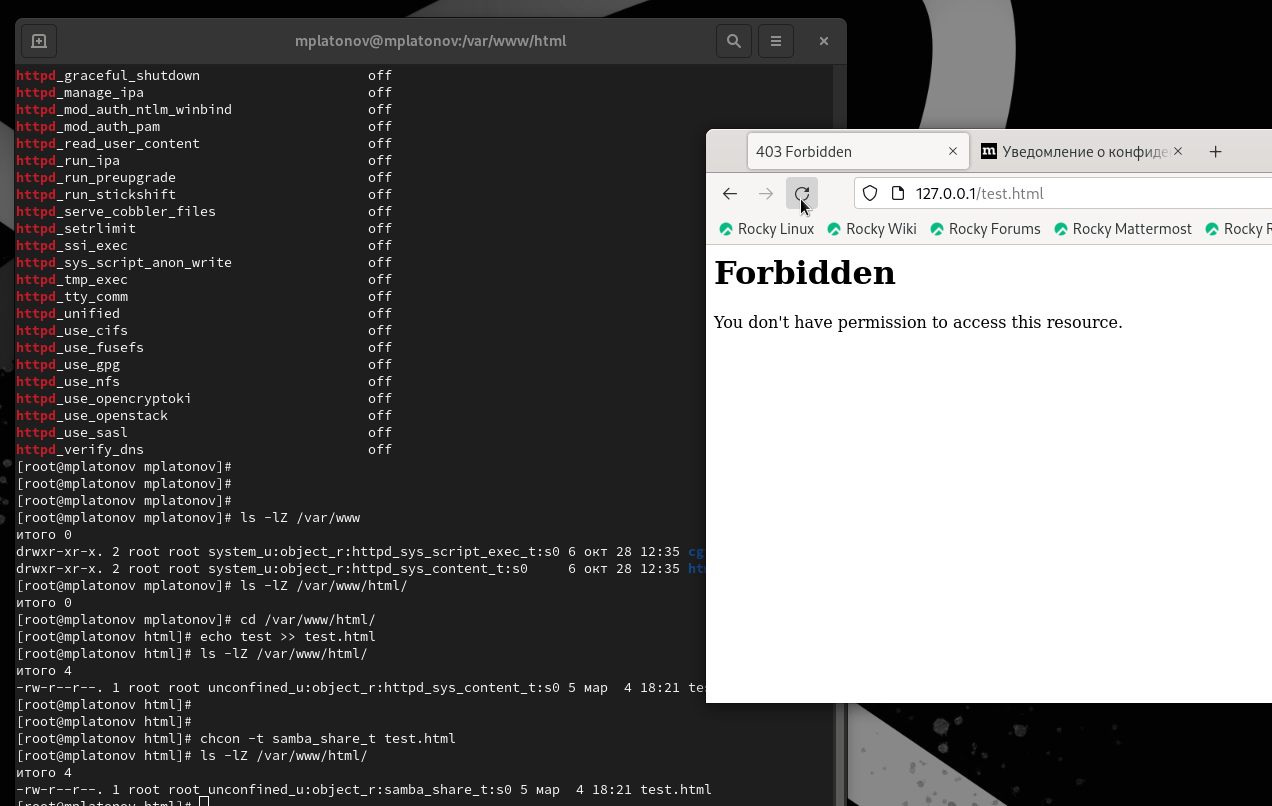 mplatonov@mplatonov:/var/www/html
httpd_graceful_shutdown off
httpd_manage_ipa off
httpd_mod_auth_ntlm_winbind off
httpd_mod_auth_pam off
httpd_read_user_content off
httpd_run_ipa off
httpd_run_preupgrade off
httpd_run_stickshift off
httpd_serve_cobbler_files off
httpd_setrlimit off
httpd_ssi_exec off
httpd_sys_script_anon_write off
httpd_tmp_exec off
httpd_tty_comm off
httpd_unified off
httpd_use_cifs off
httpd_use_fusefs off
httpd_use_gpg off
httpd_use_nfs off
httpd_use_opencryptoki off
httpd_use_openstack off
httpd_use_sasl off
httpd_verify_dns off
[root@mplatonov mplatonov]#
[root@mplatonov mplatonov]#
[root@mplatonov mplatonov]#
[root@mplatonov mplatonov]# ls -lZ /var/www
итого 0
drwxr-xr-x. 2 root root system_u:object_r:httpd_sys_script_exec_t:s0 6 окт 28 12:35 cg
drwxr-xr-x. 2 root root system_u:object_r:httpd_sys_content_t:s0 6 окт 28 12:35 ht
[root@mplatonov mplatonov]# ls -lZ /var/www/html/
итого 0
[root@mplatonov mplatonov]# cd /var/www/html/
[root@mplatonov html]# echo test >> test.html
[root@mplatonov html]# ls -lZ /var/www/html/
итого 4
-rw-r--r--. 1 root root unconfined_u:object_r:httpd_sys_content_t:s0 5 мар 4 18:21 te
[root@mplatonov html]#
[root@mplatonov html]#
[root@mplatonov html]# chcon -t samba_share_t test.html
[root@mplatonov html]# ls -lZ /var/www/html/
итого 4
-rw-r--r--. 1 root root unconfined_u:object_r:samba_share_t:s0 5 мар 4 18:21 test.html
[root@mplatonov html]#
403 Forbidden
Уведомление о конфиде
127.0.0.1/test.html
Rocky Linux Rocky Wiki Rocky Forums Rocky Mattermost Rocky R
Forbidden
You don't have permission to access this resource.